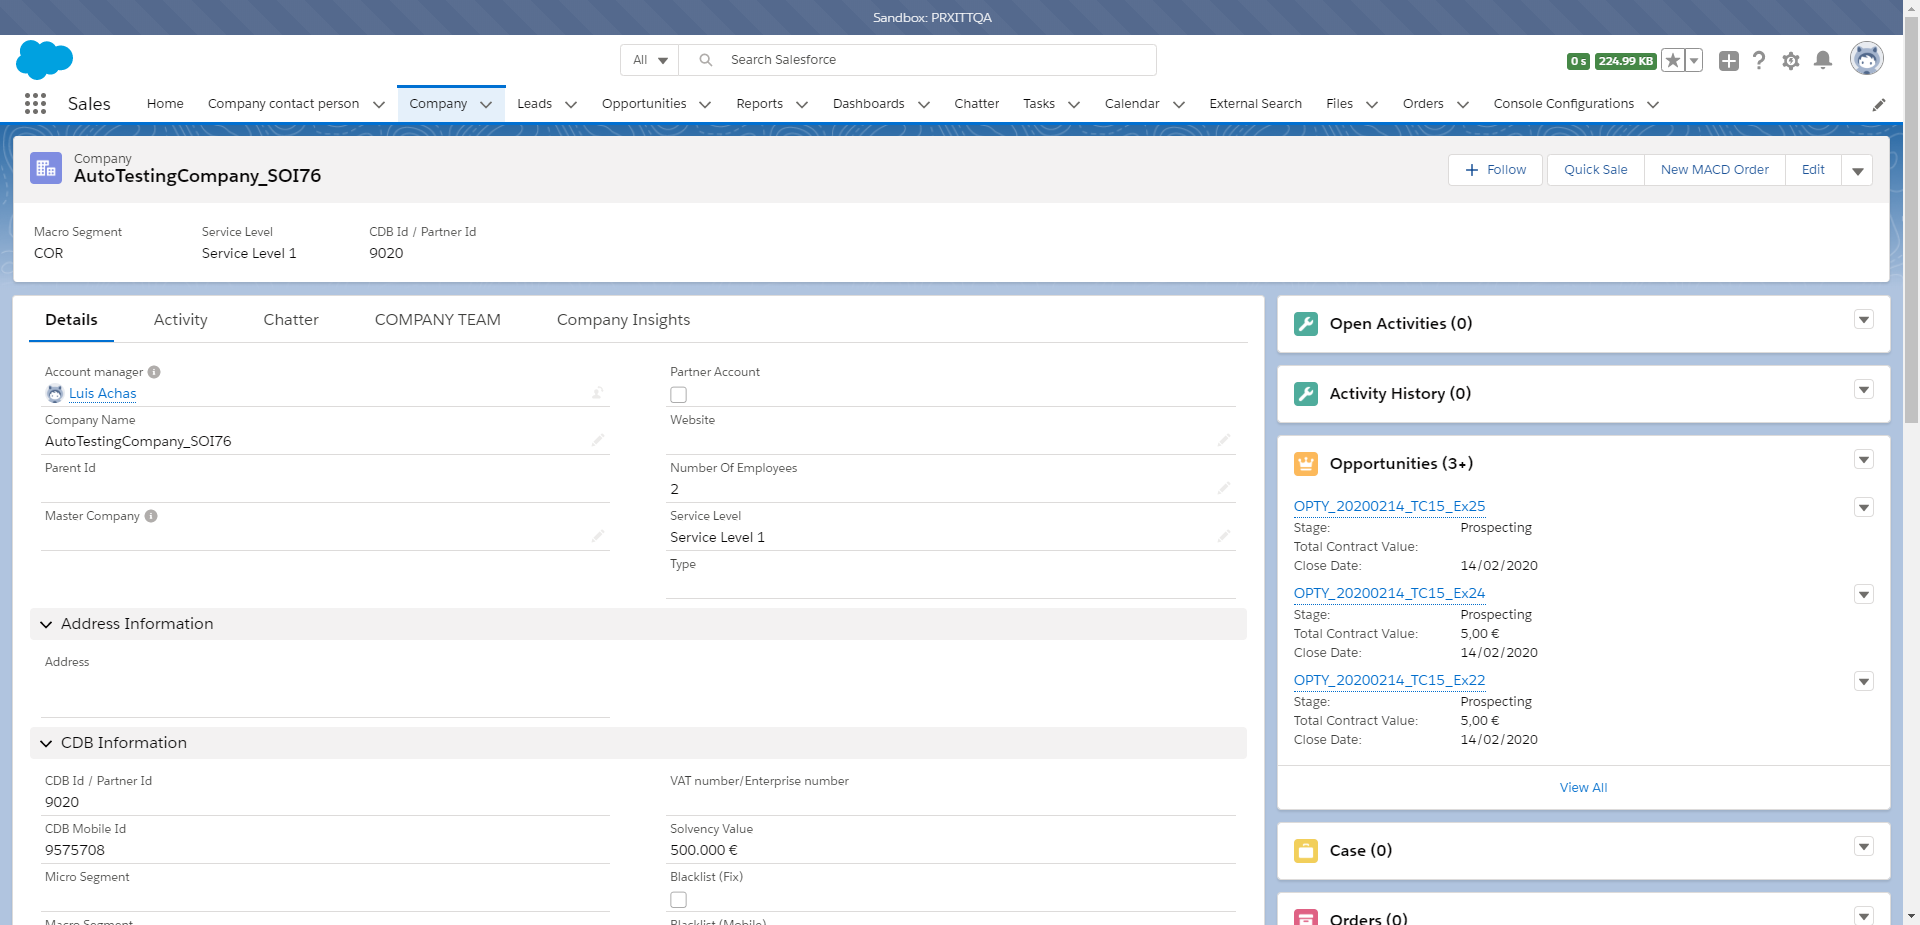 Sandbox: PRXITTQA
All
Search Salesforce
0 s
224.99 KB
Sales
Home
Company contact person
Company
Leads
Opportunities
Reports
Dashboards
Chatter
Tasks
Calendar
External Search
Files
Orders
Console Configurations
Company
AutoTestingCompany_SOI76
Follow
Quick Sale
New MACD Order
Edit
Macro Segment
COR
Service Level
Service Level 1
CDB Id / Partner Id
9020
Details
Activity
Chatter
COMPANY TEAM
Company Insights
Account manager
Luis Achas
Company Name
AutoTestingCompany_SOI76
Parent Id
Master Company
Partner Account
Website
Number Of Employees
2
Service Level
Service Level 1
Type
Address Information
Address
CDB Information
CDB Id / Partner Id
9020
CDB Mobile Id
9575708
Micro Segment
Macro Segment
VAT number/Enterprise number
Solvency Value
500.000 €
Blacklist (Fix)
Blacklist (Mobile)
Open Activities (0)
Activity History (0)
Opportunities (3+)
OPTY_20200214_TC15_Ex25
Stage: Prospecting
Total Contract Value:
Close Date: 14/02/2020
OPTY_20200214_TC15_Ex24
Stage: Prospecting
Total Contract Value: 5,00 €
Close Date: 14/02/2020
OPTY_20200214_TC15_Ex22
Stage: Prospecting
Total Contract Value: 5,00 €
Close Date: 14/02/2020
View All
Case (0)
Orders (0)